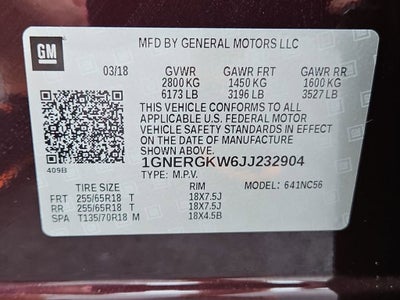 GM
MFD BY GENERAL MOTORS LLC
03/18 GVWR GAWR FRT GAWR RR
2800 KG 1450 KG 1600 KG
6173 LB 3196 LB 3527 LB
THIS VEHICLE CONFORMS TO ALL
APPLICABLE U.S. FEDERAL MOTOR
VEHICLE SAFETY STANDARDS IN
EFFECT ON THE DATE OF MANUFACTURE
SHOWN ABOVE.
1GNERGKW6JJ232904
409B TYPE: M.P.V. MODEL: 641NC56
TIRE SIZE RIM
FRT 255/65R18 T 18X7.5J
RR 255/65R18 T 18X7.5J
SPA T135/70R18 M 18X4.5B